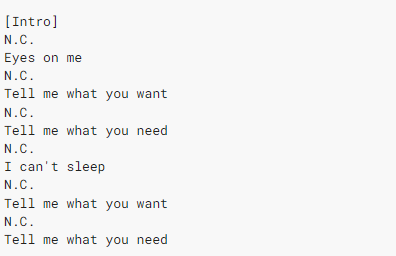 [Intro]
N.C.
Eyes on me
N.C.
Tell me what you want
N.C.
Tell me what you need
N.C.
I can't sleep
N.C.
Tell me what you want
N.C.
Tell me what you need